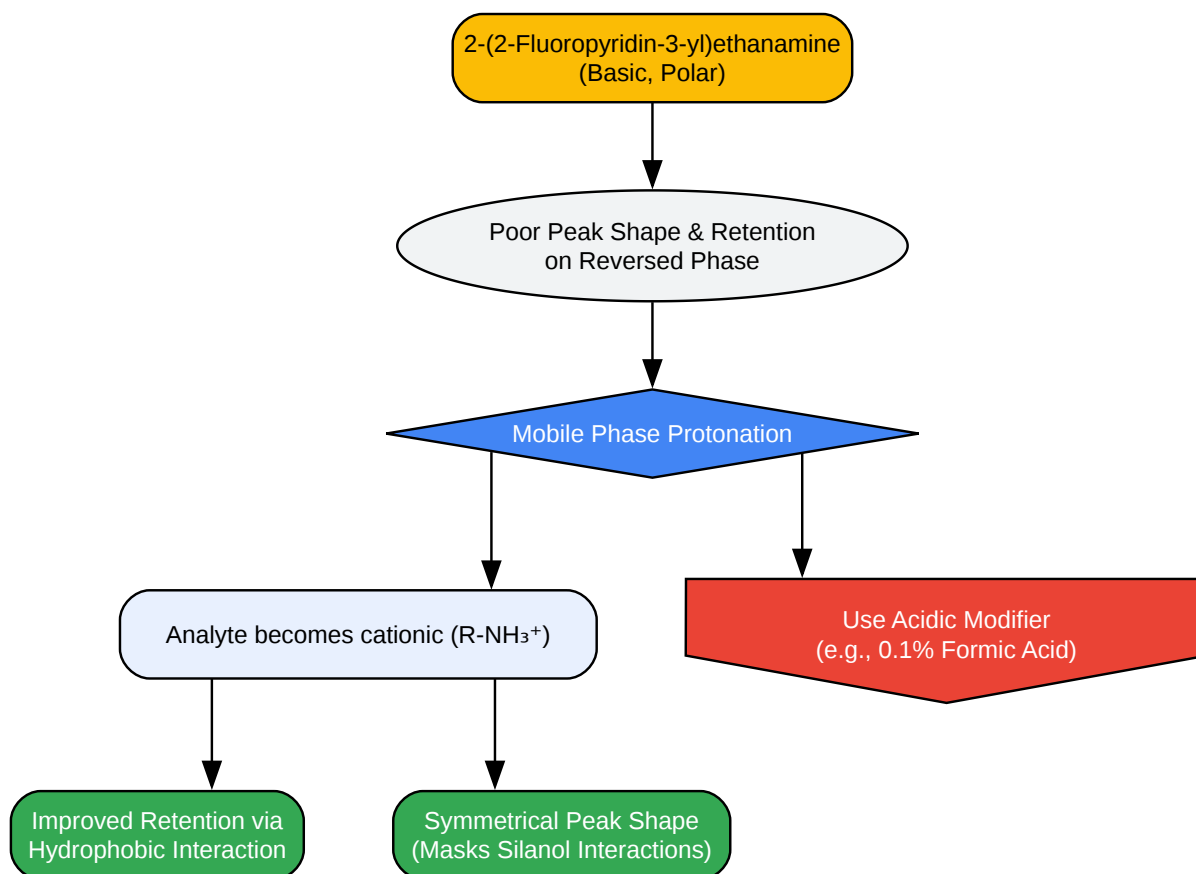 2-(2-Fluoropyridin-3-yl)ethanamine
(Basic, Polar)
Poor Peak Shape & Retention
on Reversed Phase
Mobile Phase Protonation
Analyte becomes cationic (R-NH₃⁺)
Use Acidic Modifier
(e.g., 0.1% Formic Acid)
Improved Retention via
Hydrophobic Interaction
Symmetrical Peak Shape
(Masks Silanol Interactions)